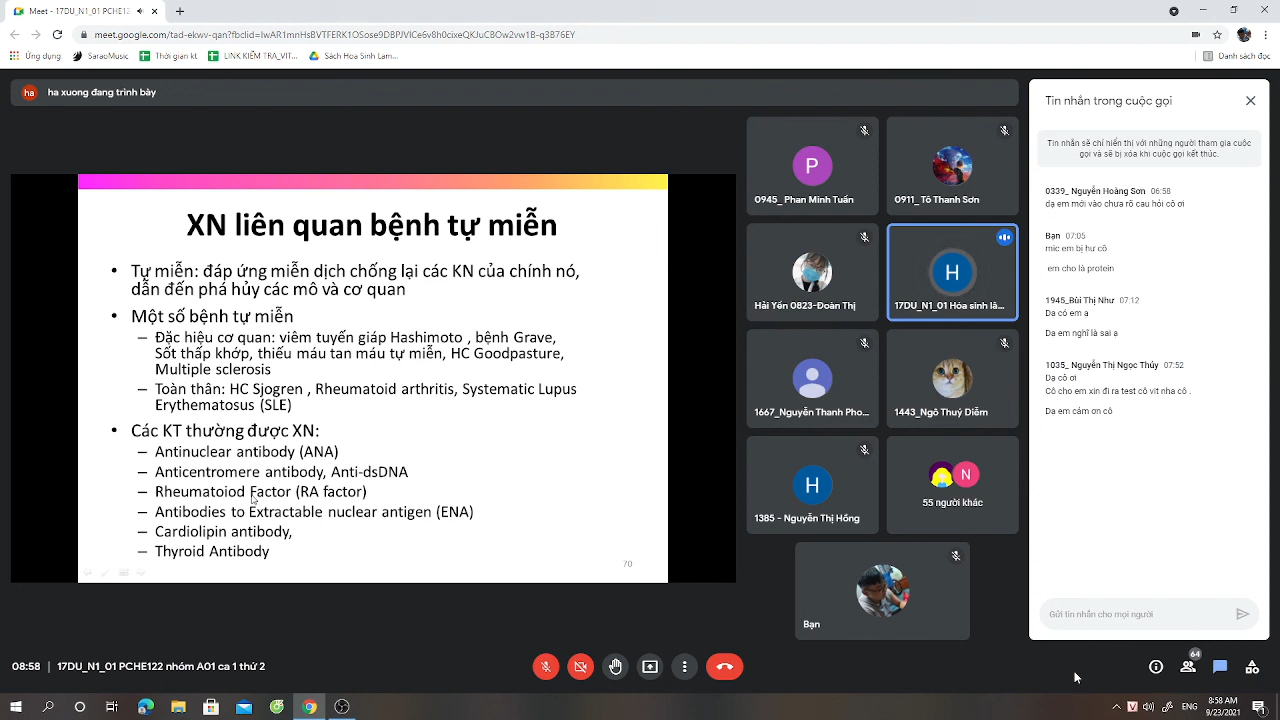 Meet - 17DU_N1_01 PCHE12
meet.google.com/tad-ekwv-qan?fbclid=IwAR1mnHsBVTFERK1OSose9D8PJVlCe6v8h0cixeQKJuCBOw2vw1B-q3B76EY
Ứng dụng
SaraoMusic
Thời gian kt
LINK KIỂM TRA_VIT...
Sách Hoa Sinh Lam...
Danh sách đọc
ha
ha xuong đang trình bày
XN liên quan bệnh tự miễn
• Tự miễn: đáp ứng miễn dịch chống lại các KN của chính nó,
dẫn đến phá hủy các mô và cơ quan
• Một số bệnh tự miễn
– Đặc hiệu cơ quan: viêm tuyến giáp Hashimoto , bệnh Grave,
Sốt thấp khớp, thiếu máu tan máu tự miễn, HC Goodpasture,
Multiple sclerosis
– Toàn thân: HC Sjogren , Rheumatoid arthritis, Systematic Lupus
Erythematosus (SLE)
• Các KT thường được XN:
– Antinuclear antibody (ANA)
– Anticentromere antibody, Anti-dsDNA
– Rheumatoiod Factor (RA factor)
– Antibodies to Extractable nuclear antigen (ENA)
– Cardiolipin antibody,
– Thyroid Antibody
70
P
0945_ Phan Minh Tuấn
0911_ Tô Thanh Sơn
Hải Yến 0823-Đoàn Thị
H
17DU_N1_01 Hóa sinh lâ...
1667_Nguyễn Thanh Pho...
1443_Ngô Thuý Diễm
H
1385 - Nguyễn Thị Hồng
N
55 người khác
Bạn
Tin nhắn trong cuộc gọi
Tin nhắn sẽ chỉ hiển thị với những người tham gia cuộc
gọi và sẽ bị xóa khi cuộc gọi kết thúc.
0339_ Nguyễn Hoàng Sơn 06:58
dạ em mới vào chưa rõ cau hỏi cô ơi
Bạn 07:05
mic em bị hư cô
em cho là protein
1945_Bùi Thị Như 07:12
Dạ có em ạ
Dạ em nghĩ là sai ạ
1035_ Nguyễn Thị Ngọc Thúy 07:52
Dạ cô ơi
Cô cho em xin đi ra test cô vit nha cô .
Dạ em cảm ơn cô
Gửi tin nhắn cho mọi người
08:58 | 17DU_N1_01 PCHE122 nhóm A01 ca 1 thứ 2
64
8:58 AM
9/23/2021